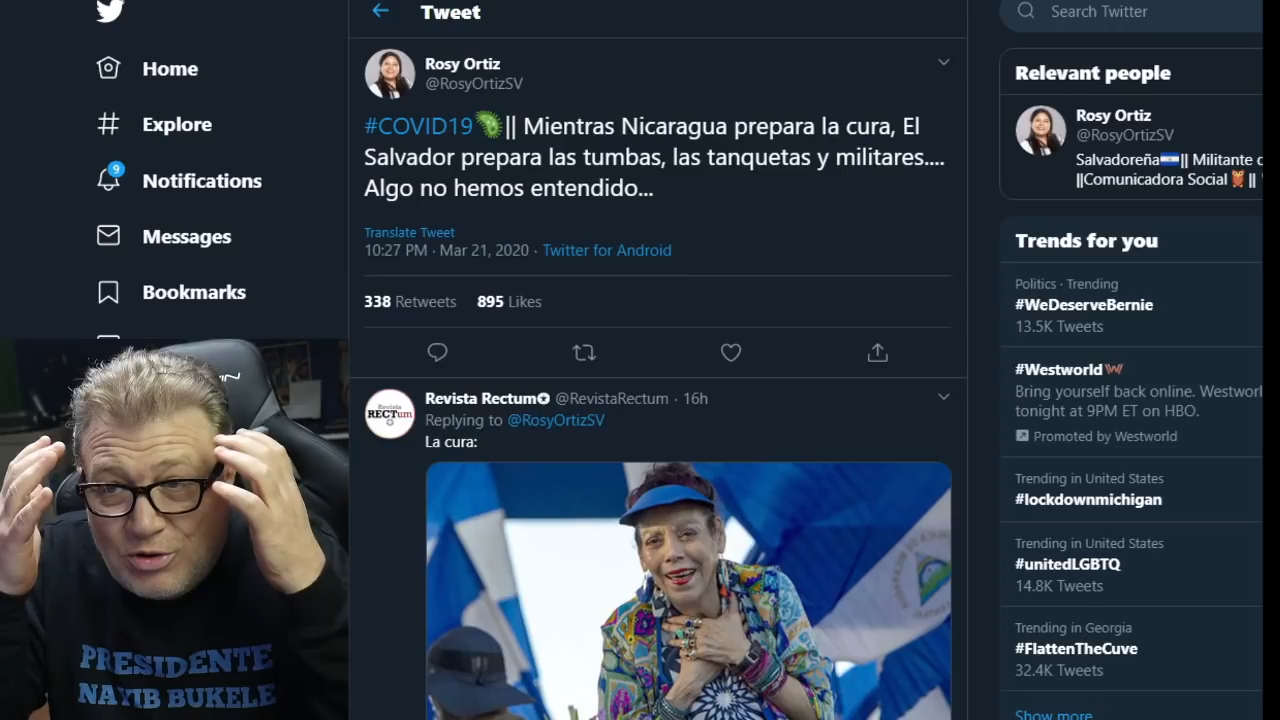 Home
Explore
9
Notifications
Messages
Bookmarks
Tweet
Rosy Ortiz
@RosyOrtizSV
#COVID19🦠|| Mientras Nicaragua prepara la cura, El
Salvador prepara las tumbas, las tanquetas y militares....
Algo no hemos entendido...
Translate Tweet
10:27 PM · Mar 21, 2020 · Twitter for Android
338 Retweets 895 Likes
Revista Rectum✪ @RevistaRectum · 16h
Replying to @RosyOrtizSV
La cura:
Revista
RECTum
Search Twitter
Relevant people
Rosy Ortiz
@RosyOrtizSV
Salvadoreña🇸🇻|| Militante
||Comunicadora Social🦉||
Trends for you
Politics · Trending
#WeDeserveBernie
13.5K Tweets
#Westworld
Bring yourself back online. Westworl
tonight at 9PM ET on HBO.
Promoted by Westworld
Trending in United States
#lockdownmichigan
Trending in United States
#unitedLGBTQ
14.8K Tweets
Trending in Georgia
#FlattenTheCuve
32.4K Tweets
Show more
PRESIDENTE
NAYIB BUKELE